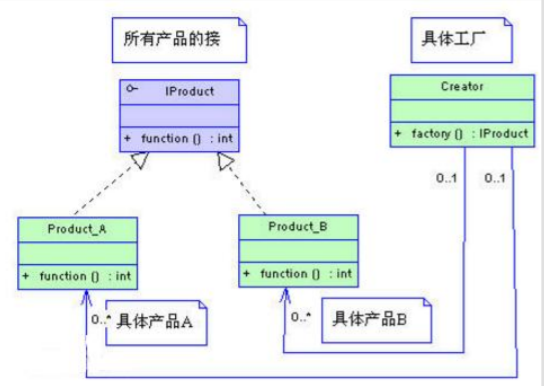 所有产品的接
具体工厂
IProduct
+ function () : int
Creator
+ factory () : IProduct
0..1
0..1
Product_A
+ function () : int
Product_B
+ function () : int
0..*
具体产品A
0..*
具体产品B